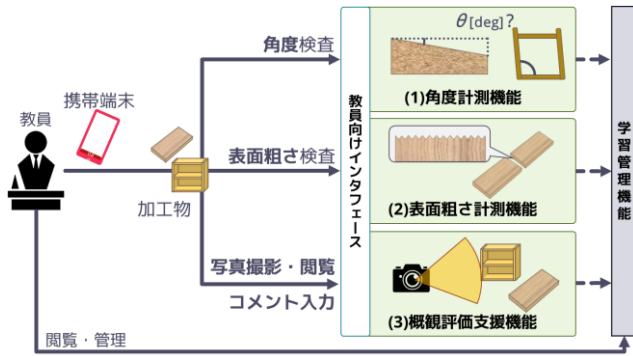 教員
携帯端末
加工物
角度検査
表面粗さ検査
写真撮影・閲覧
コメント入力
閲覧・管理
教員向けインタフェース
θ[deg]?
(1)角度計測機能
(2)表面粗さ計測機能
(3)概観評価支援機能
学習管理機能